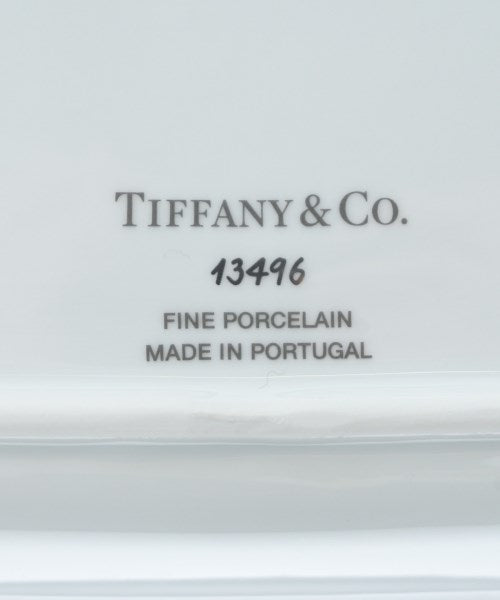 TIFFANY & CO.
13496
FINE PORCELAIN
MADE IN PORTUGAL